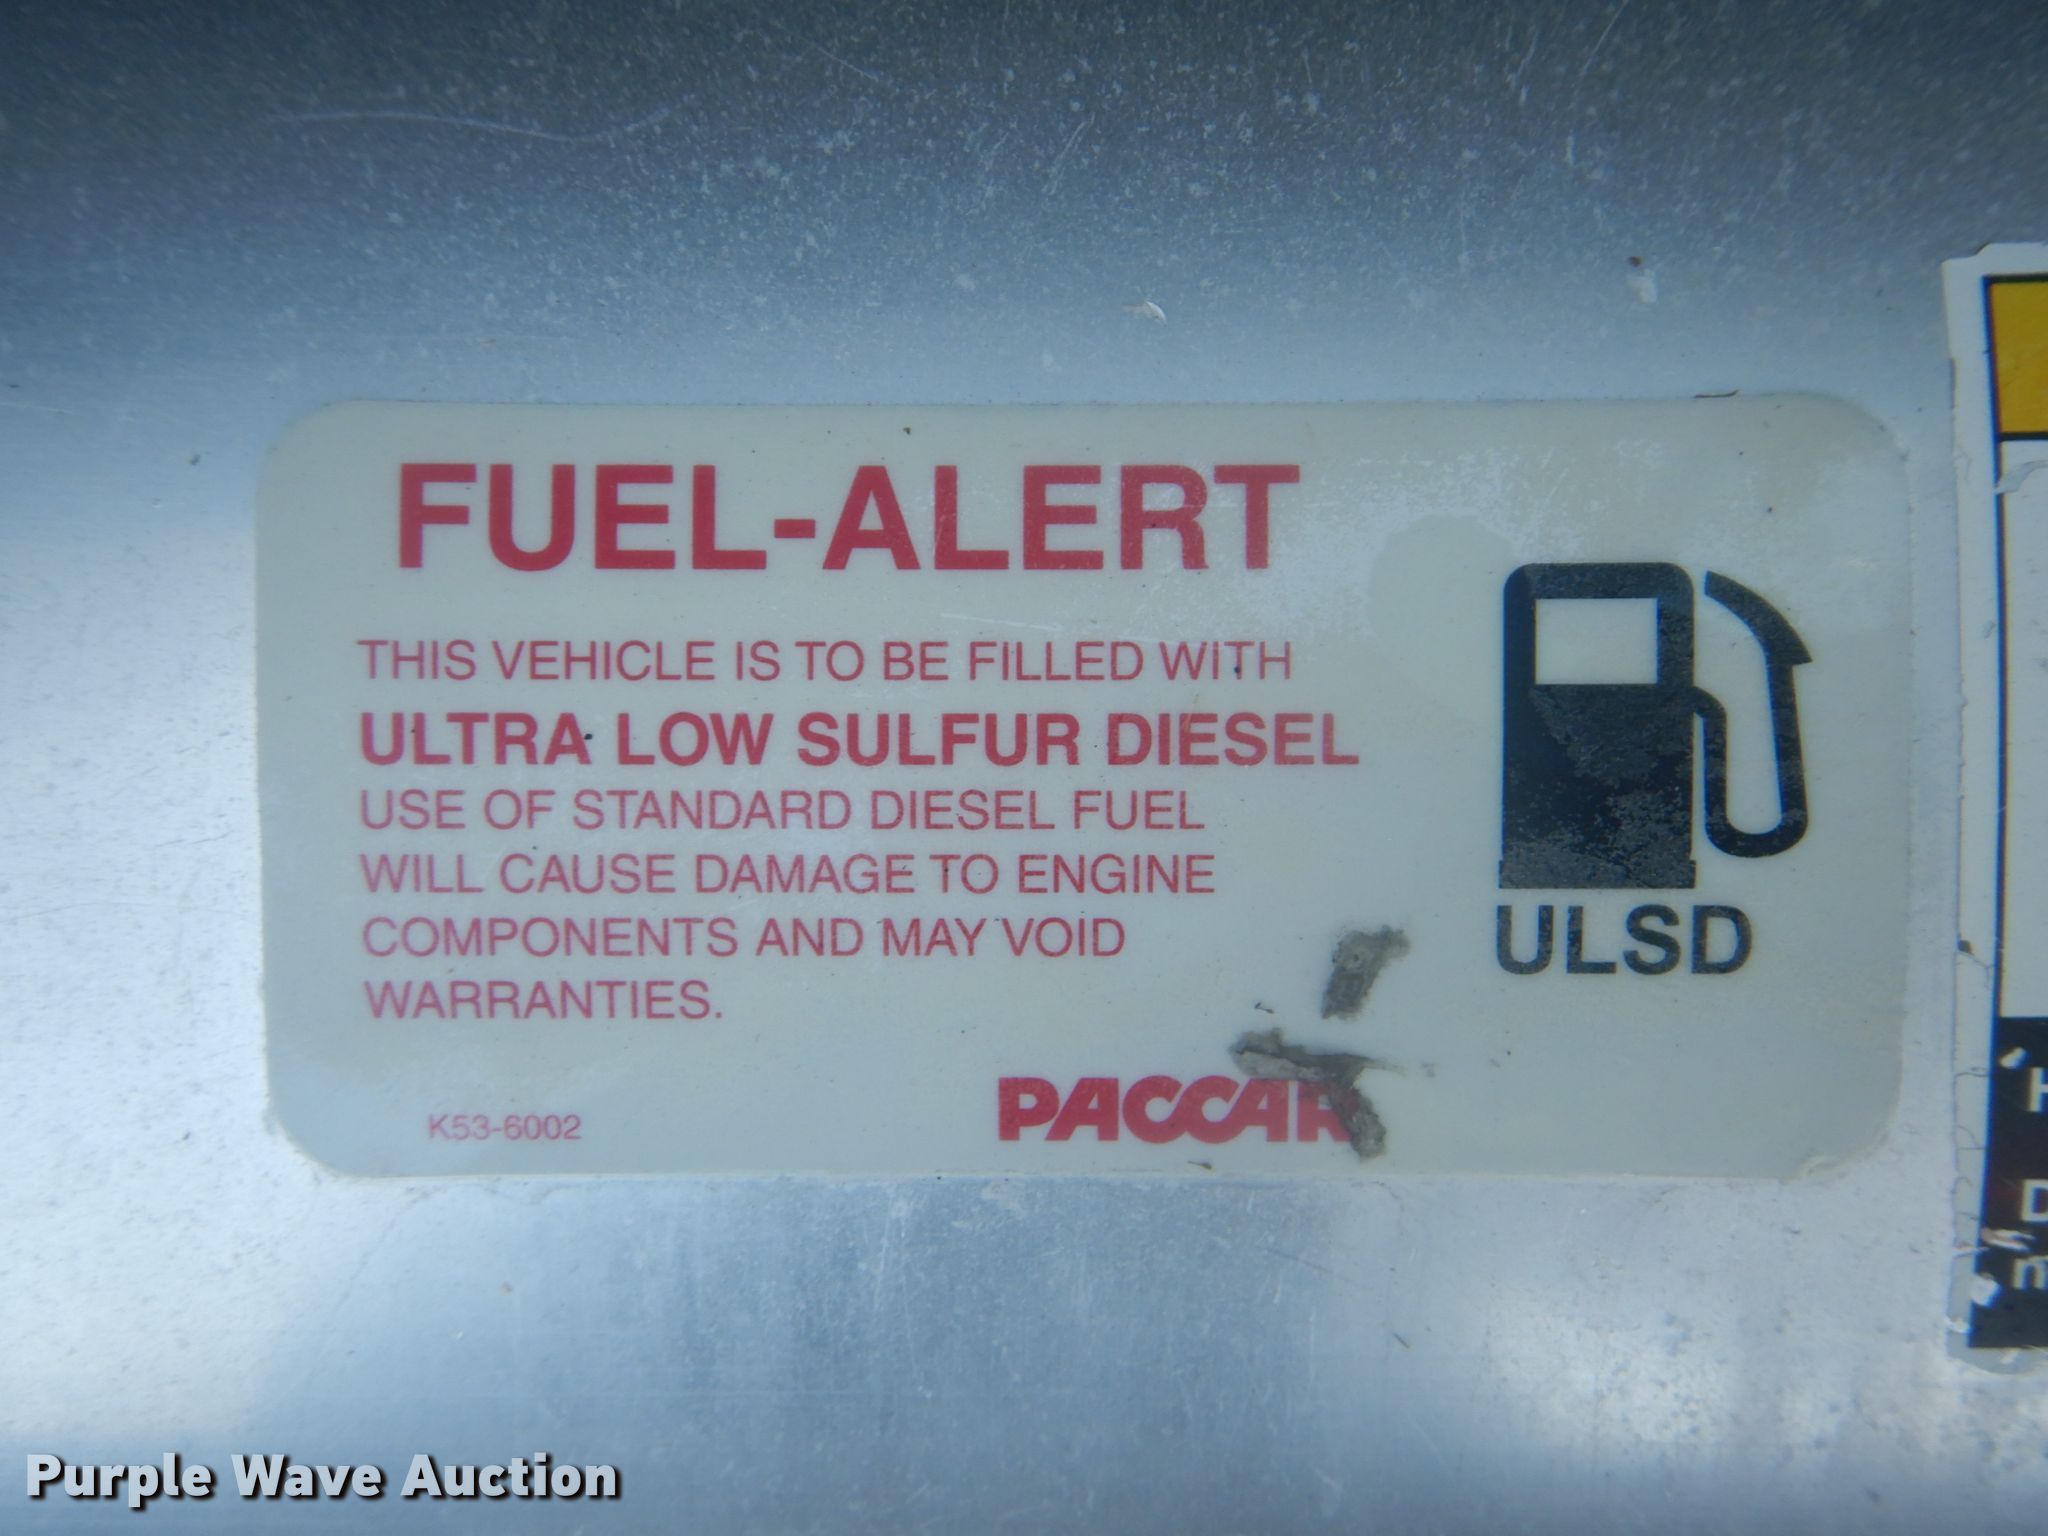 FUEL-ALERT
THIS VEHICLE IS TO BE FILLED WITH
ULTRA LOW SULFUR DIESEL
USE OF STANDARD DIESEL FUEL
WILL CAUSE DAMAGE TO ENGINE
COMPONENTS AND MAY VOID
WARRANTIES.
ULSD
K53-6002
PACCAR
Purple Wave Auction